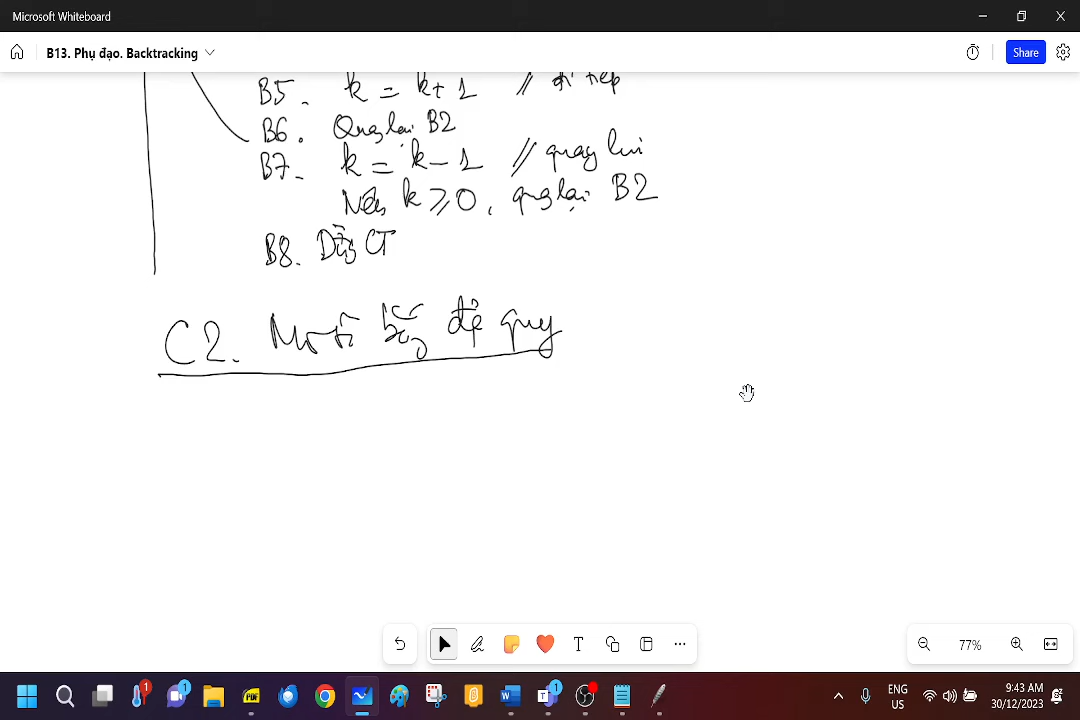 Microsoft Whiteboard
B13. Phụ đạo. Backtracking
Share
B5. k = k+1 // đi tiếp
B6. Quay lại B2
B7. k = k-1 // quay lui
Nếu k ≥ 0, quay lại B2
B8. Dừng CT
C2. Mô tả bằng đệ quy
77%
ENG
US
9:43 AM
30/12/2023